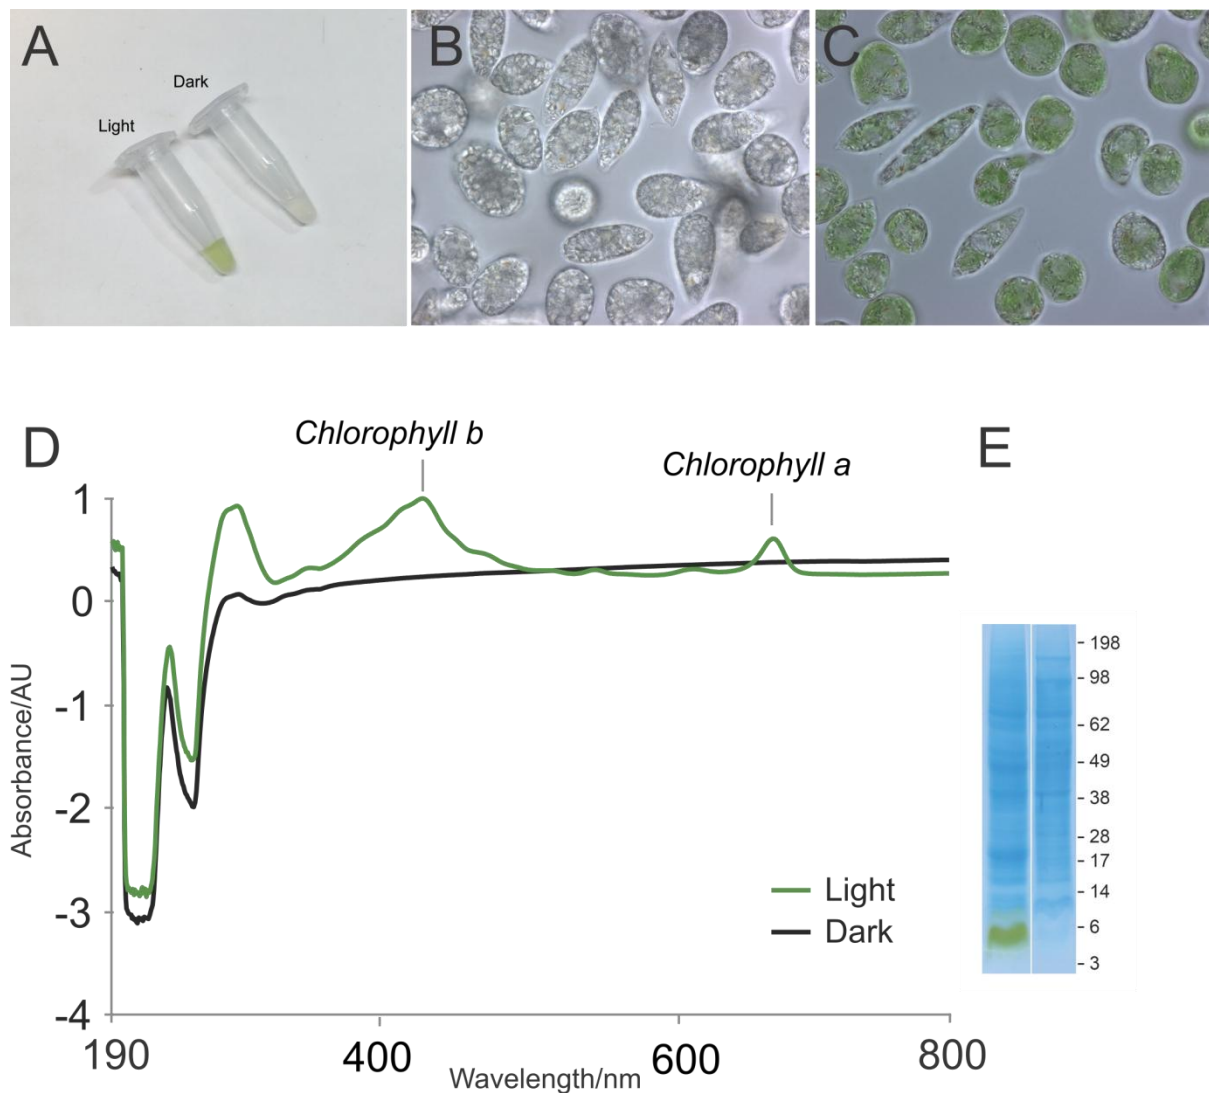 A
Dark
Light
B
C
D
Chlorophyll b
Chlorophyll a
1
0
-1
-2
-3
-4
Absorbance/AU
190
400
600
800
Wavelength/nm
Light
Dark
E
- 198
- 98
- 62
- 49
- 38
- 28
- 17
- 14
- 6
- 3